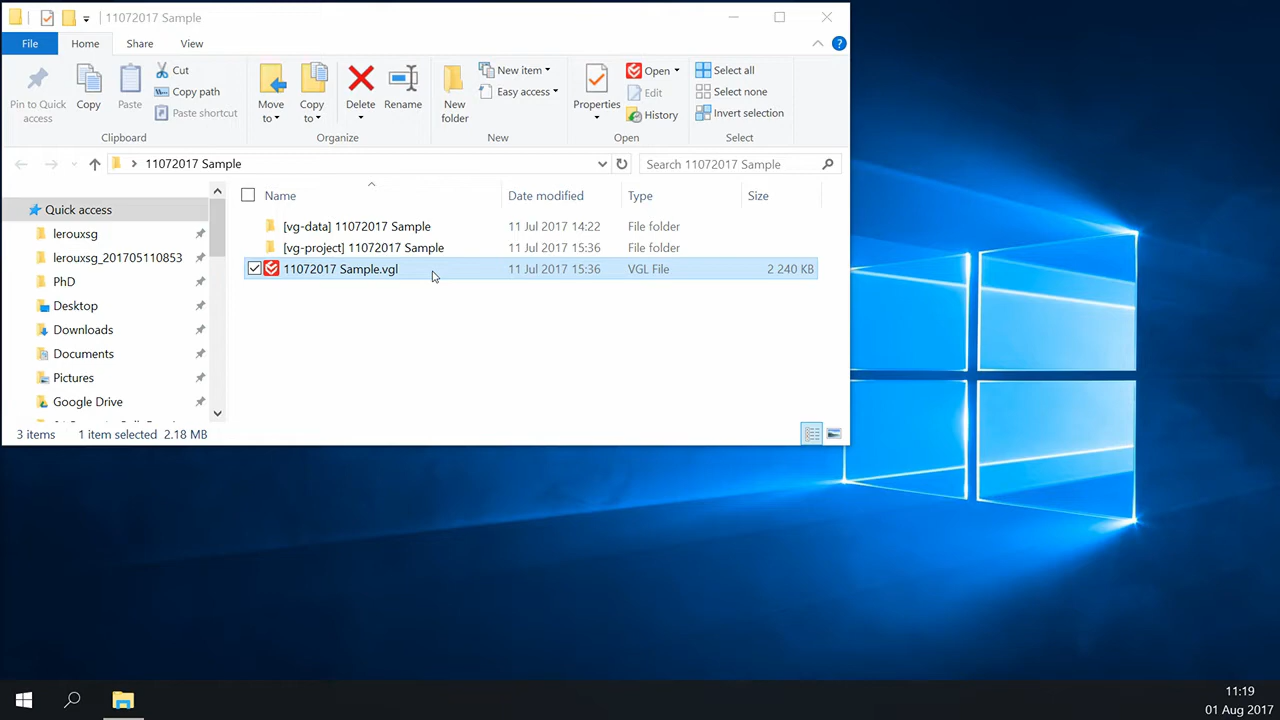 11072017 Sample
File
Home
Share
View
Pin to Quick access
Copy
Paste
Cut
Copy path
Paste shortcut
Clipboard
Move to
Copy to
Delete
Rename
Organize
New folder
New item
Easy access
New
Properties
Open
Edit
History
Open
Select all
Select none
Invert selection
Select
11072017 Sample
Search 11072017 Sample
Name
Date modified
Type
Size
Quick access
lerouxsg
lerouxsg_201705110853
PhD
Desktop
Downloads
Documents
Pictures
Google Drive
[vg-data] 11072017 Sample 11 Jul 2017 14:22 File folder
[vg-project] 11072017 Sample 11 Jul 2017 15:36 File folder
11072017 Sample.vgl 11 Jul 2017 15:36 VGL File 2 240 KB
3 items 1 item selected 2.18 MB
11:19
01 Aug 2017